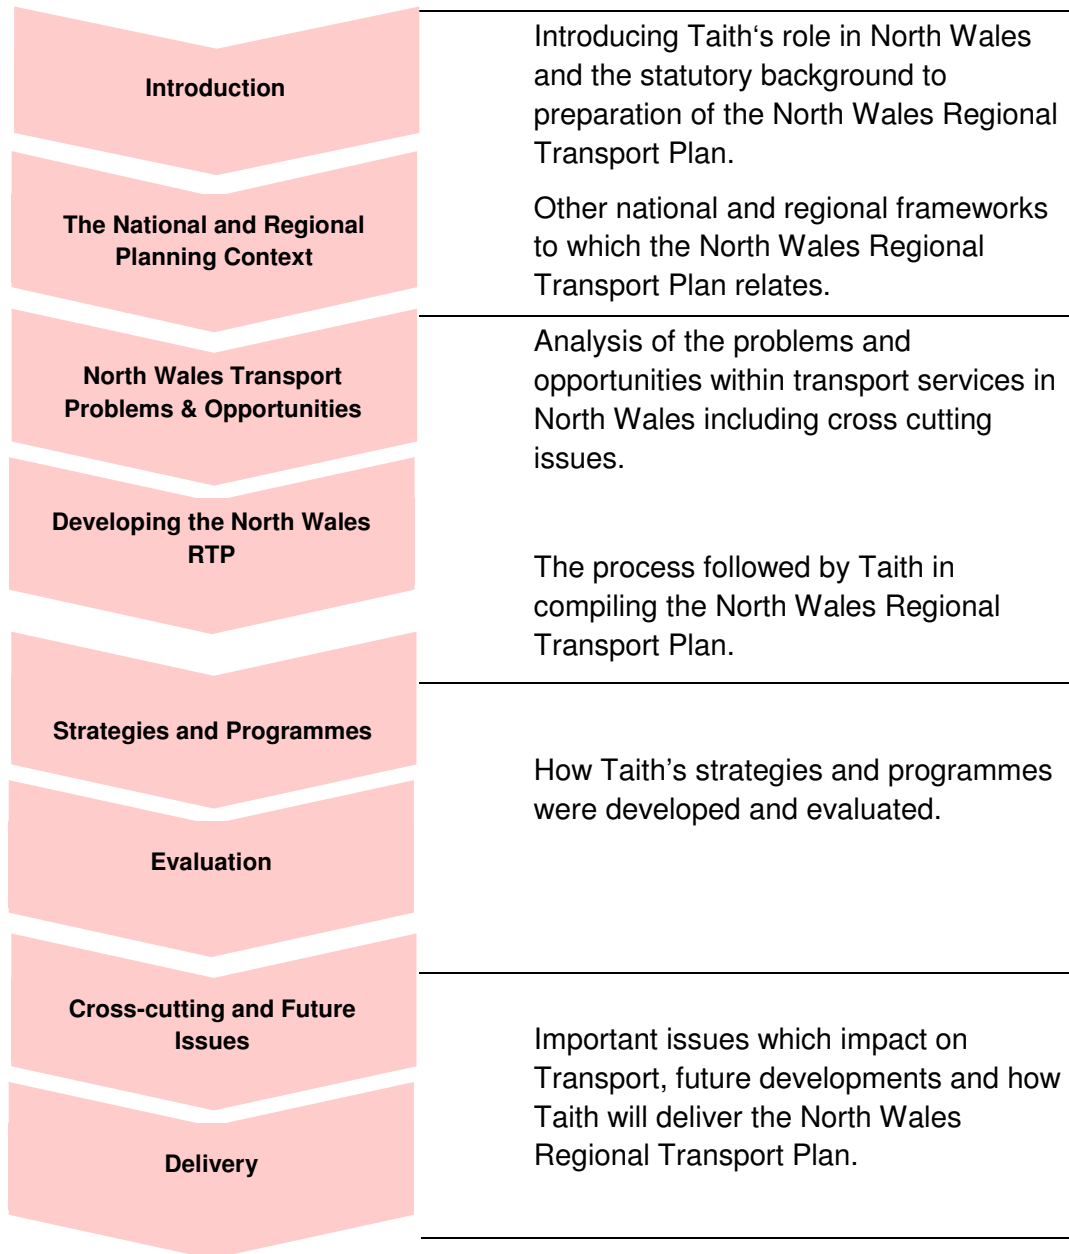 Introduction
Introducing Taith‘s role in North Wales
and the statutory background to
preparation of the North Wales Regional
Transport Plan.
The National and Regional
Planning Context
Other national and regional frameworks
to which the North Wales Regional
Transport Plan relates.
North Wales Transport
Problems & Opportunities
Analysis of the problems and
opportunities within transport services in
North Wales including cross cutting
issues.
Developing the North Wales
RTP
The process followed by Taith in
compiling the North Wales Regional
Transport Plan.
Strategies and Programmes
Evaluation
How Taith’s strategies and programmes
were developed and evaluated.
Cross-cutting and Future
Issues
Delivery
Important issues which impact on
Transport, future developments and how
Taith will deliver the North Wales
Regional Transport Plan.